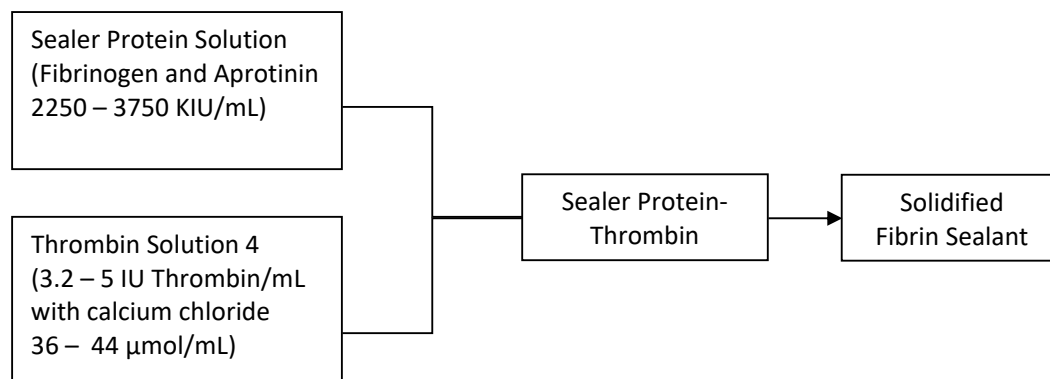 Sealer Protein Solution
(Fibrinogen and Aprotinin
2250 – 3750 KIU/mL)
Thrombin Solution 4
(3.2 – 5 IU Thrombin/mL
with calcium chloride
36 –  44 μmol/mL)
Sealer Protein-
Thrombin
Solidified
Fibrin Sealant